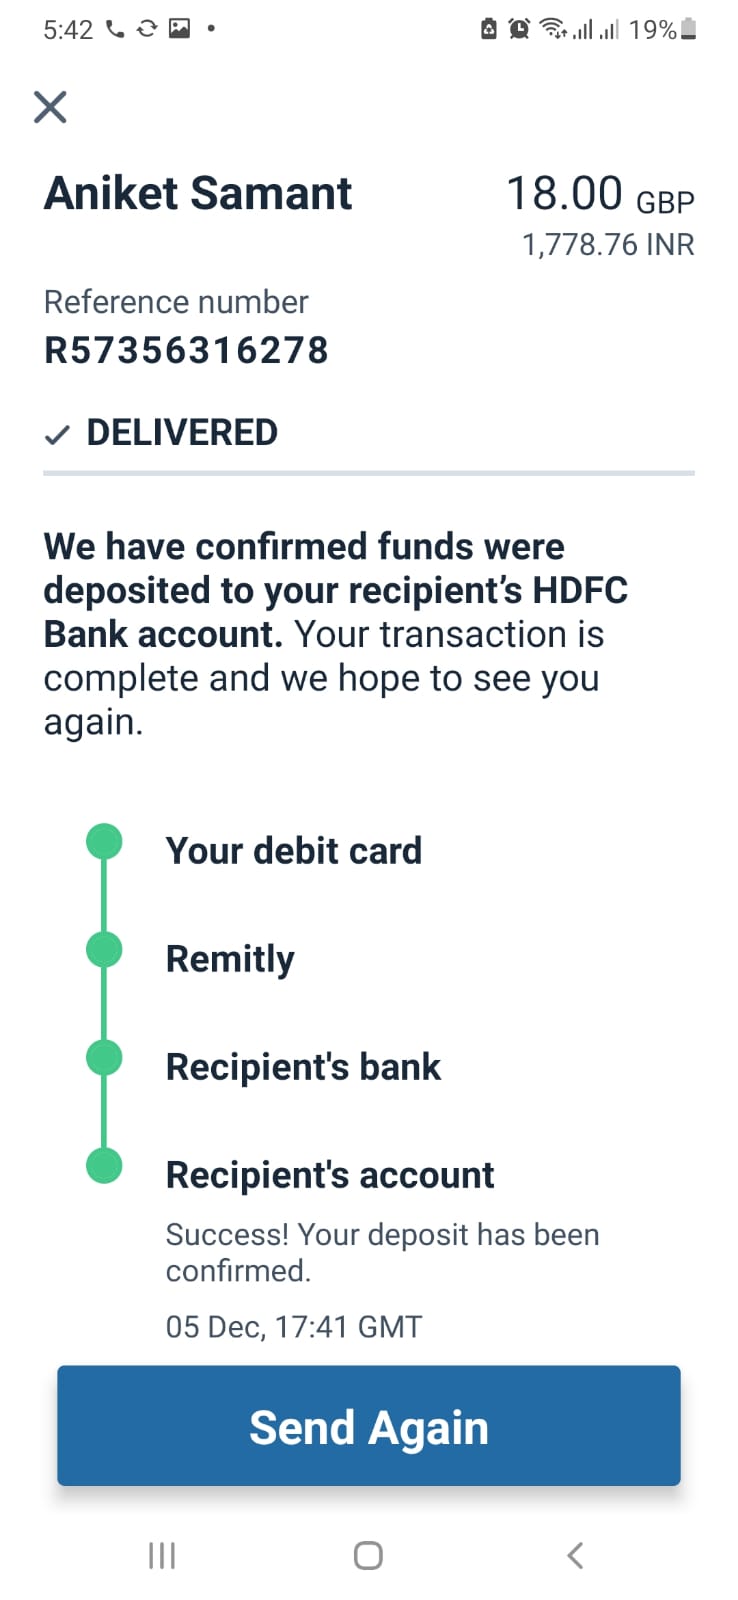 5:42
19%
Aniket Samant
18.00 GBP
1,778.76 INR
Reference number
R57356316278
DELIVERED
We have confirmed funds were
deposited to your recipient's HDFC
Bank account. Your transaction is
complete and we hope to see you
again.
Your debit card
Remitly
Recipient's bank
Recipient's account
Success! Your deposit has been
confirmed.
05 Dec, 17:41 GMT
Send Again